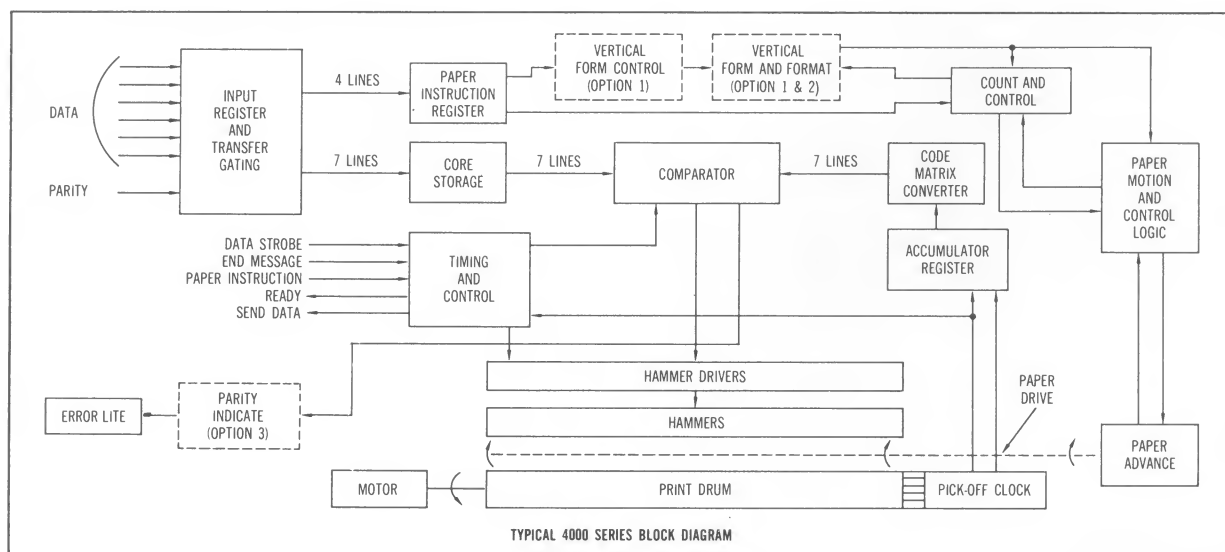 DATA
PARITY
INPUT
REGISTER
AND
TRANSFER
GATING
4 LINES
PAPER
INSTRUCTION
REGISTER
VERTICAL
FORM CONTROL
(OPTION 1)
VERTICAL
FORM AND FORMAT
(OPTION 1 & 2)
COUNT AND
CONTROL
7 LINES
CORE
STORAGE
7 LINES
COMPARATOR
7 LINES
CODE
MATRIX
CONVERTER
PAPER
MOTION
AND
CONTROL
LOGIC
DATA STROBE
END MESSAGE
PAPER INSTRUCTION
READY
SEND DATA
TIMING
AND
CONTROL
ACCUMULATOR
REGISTER
HAMMER DRIVERS
HAMMERS
PAPER
DRIVE
ERROR LITE
PARITY
INDICATE
(OPTION 3)
PAPER
ADVANCE
MOTOR
PRINT DRUM
PICK-OFF CLOCK
TYPICAL 4000 SERIES BLOCK DIAGRAM